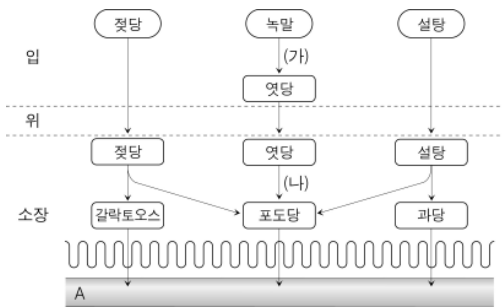 젖당 녹말 설탕
입 (가)
엿당
위
젖당 엿당 설탕
(나)
소장 갈락토오스 포도당 과당
A